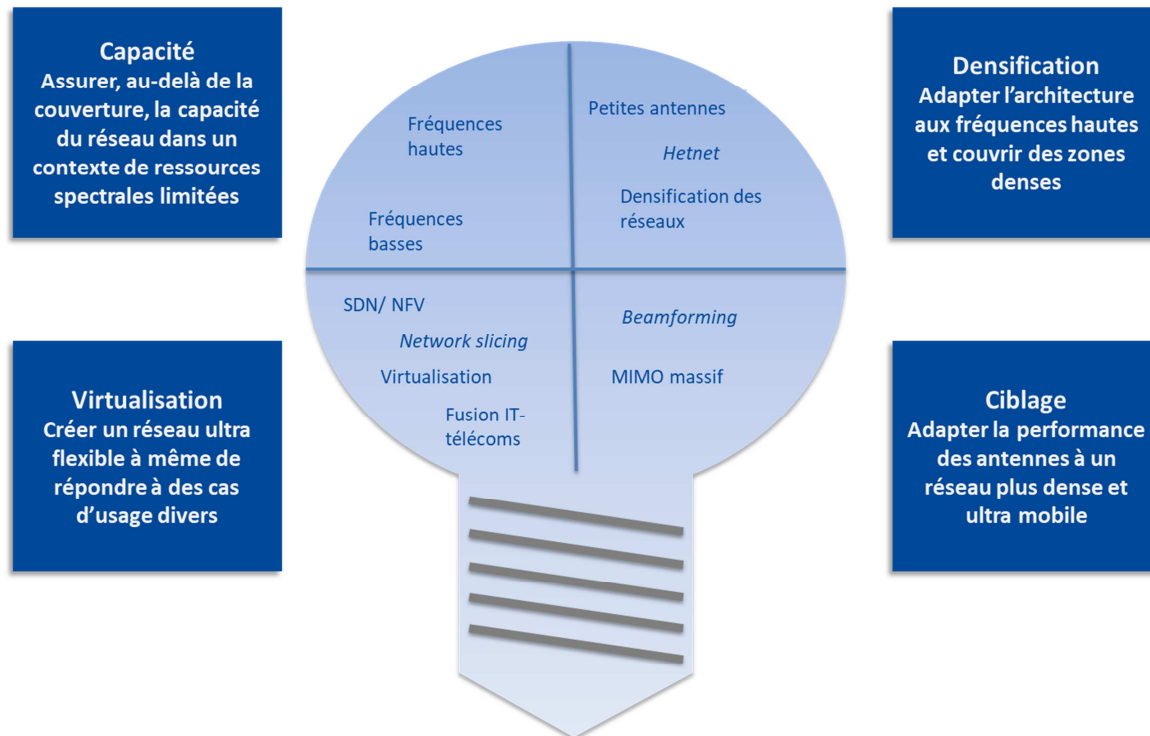 Capacité
Assurer, au-delà de la
couverture, la capacité
du réseau dans un
contexte de ressources
spectrales limitées
Fréquences
hautes
Fréquences
basses
Petites antennes
Hetnet
Densification des
réseaux
Densification
Adapter l’architecture
aux fréquences hautes
et couvrir des zones
denses
Virtualisation
Créer un réseau ultra
flexible à même de
répondre à des cas
d’usage divers
SDN/ NFV
Network slicing
Virtualisation
Fusion IT-
télécoms
Beamforming
MIMO massif
Ciblage
Adapter la performance
des antennes à un
réseau plus dense et
ultra mobile